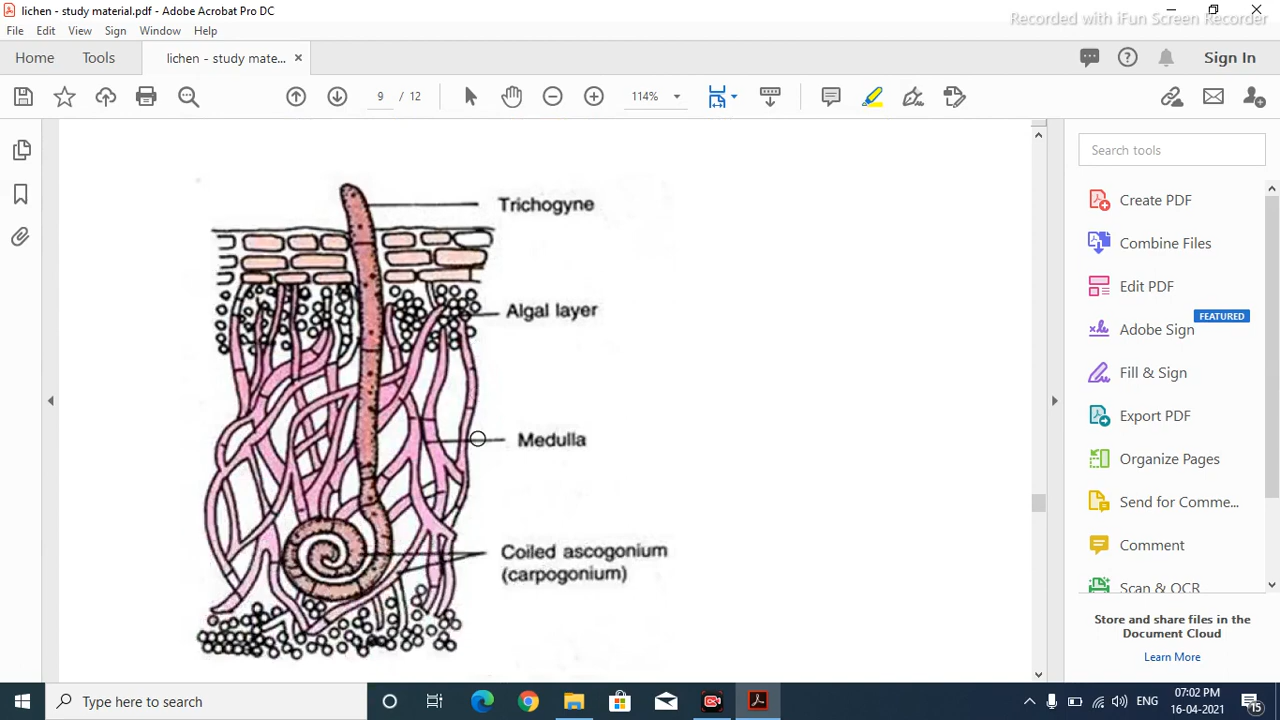 lichen - study material.pdf - Adobe Acrobat Pro DC
Recorded with iFun Screen Recorder
File Edit View Sign Window Help
Home Tools lichen - study mate... Sign In
9 / 12 114%
Search tools
Create PDF
Combine Files
Edit PDF
FEATURED
Adobe Sign
Fill & Sign
Export PDF
Organize Pages
Send for Comme...
Comment
Scan & OCR
Store and share files in the
Document Cloud
Learn More
Trichogyne
Algal layer
Medulla
Coiled ascogonium
(carpogonium)
Type here to search
ENG
07:02 PM
16-04-2021
15